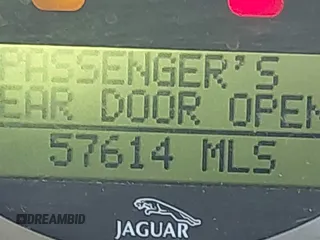 PASSENGER'S
EAR DOOR OPEN
57614 MLS
JAGUAR
DREAMBID